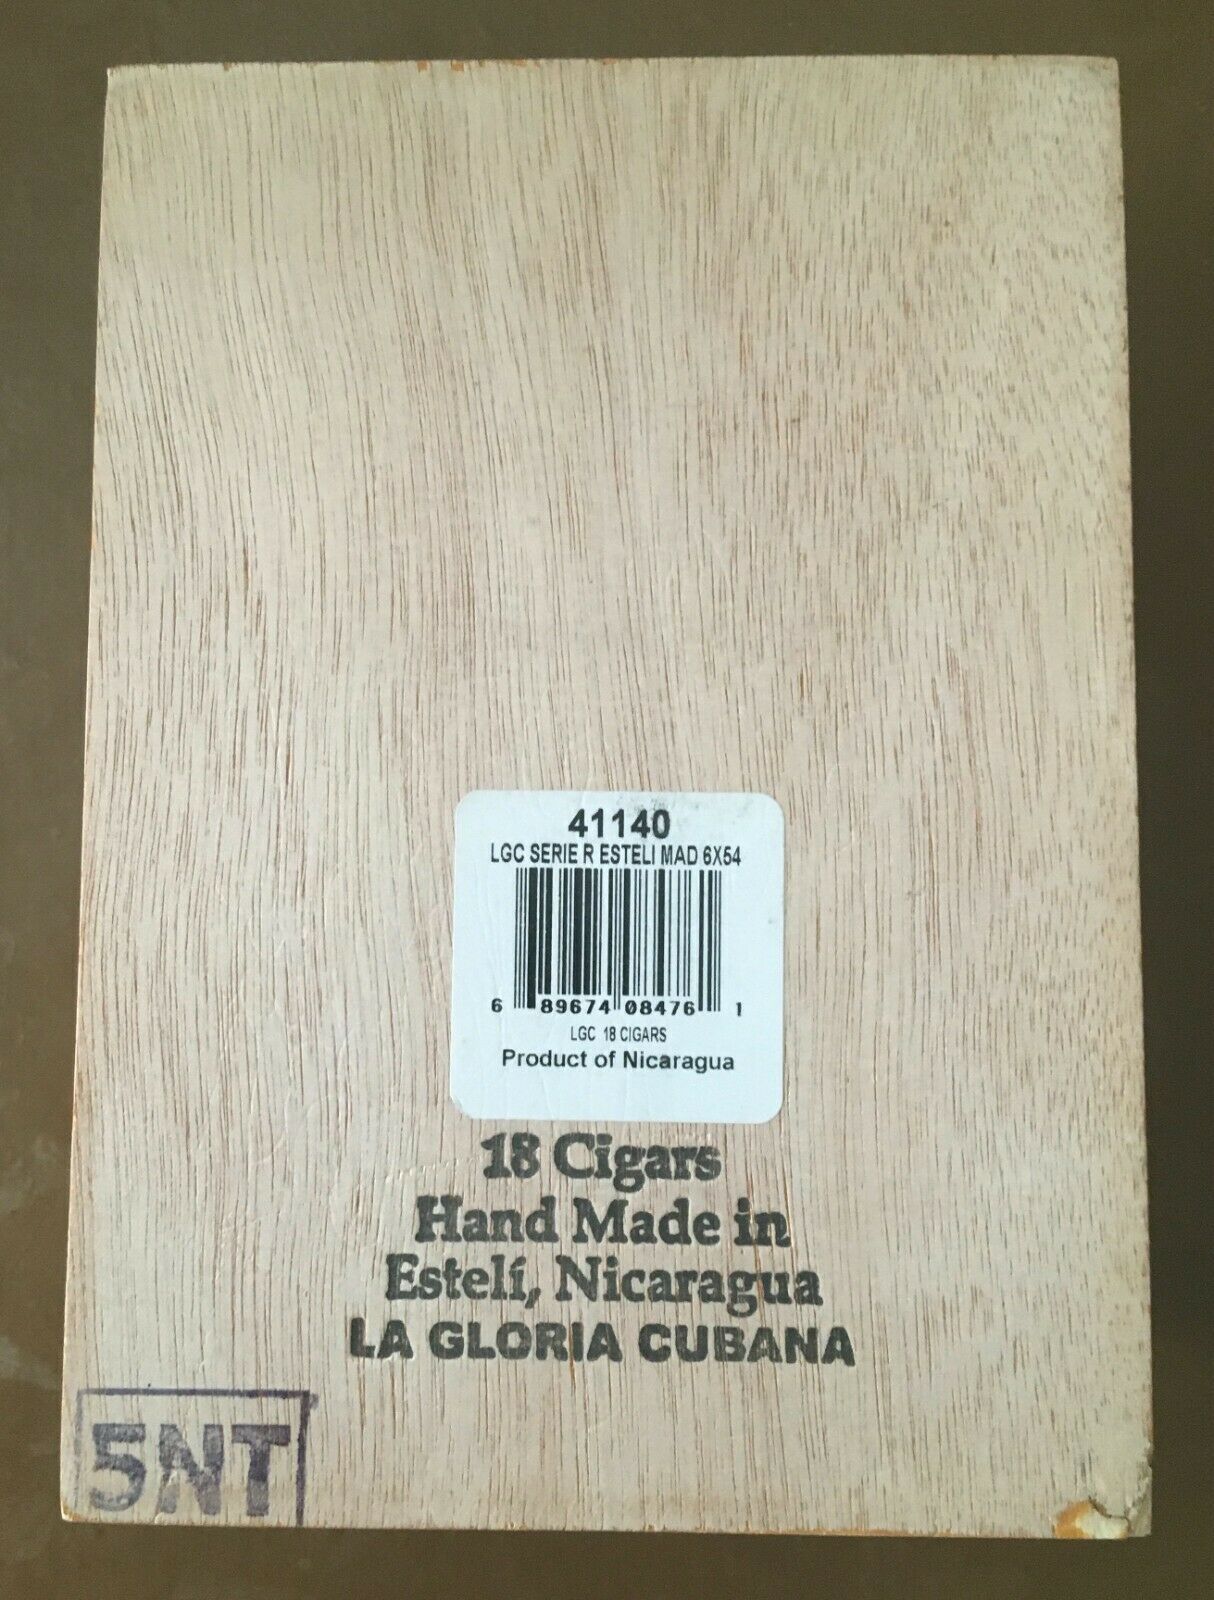 41140
LGC SERIE R ESTELI MAD 6X54
6 89674 08476 1
LGC 18 CIGARS
Product of Nicaragua
18 Cigars
Hand Made in
Estelí, Nicaragua
LA GLORIA CUBANA
5NT